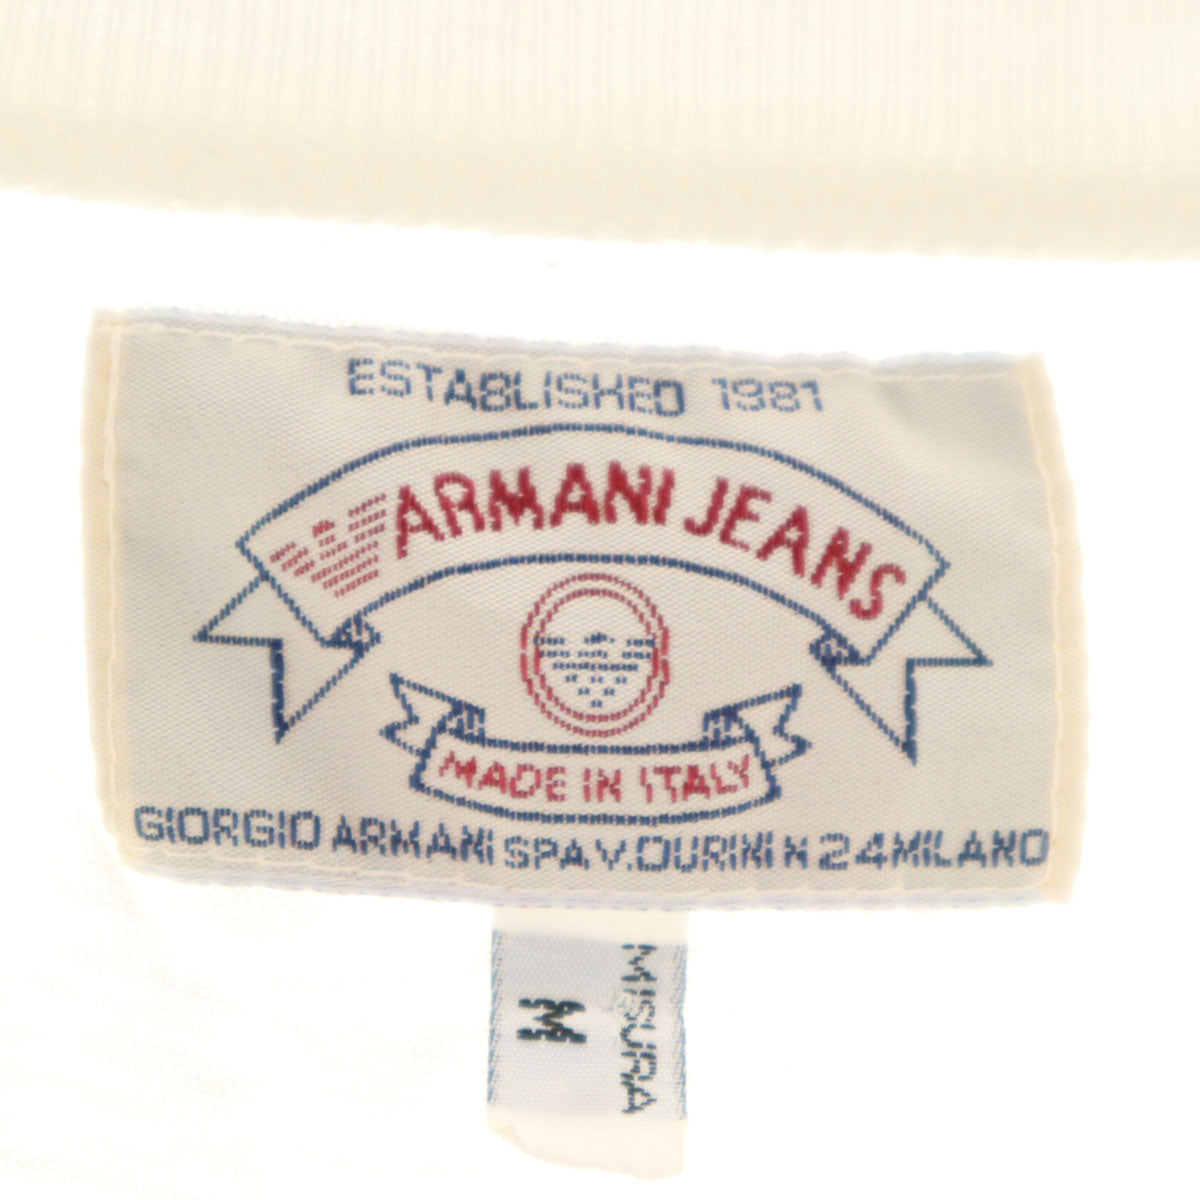 ESTABLISHED 1981
ARMANI JEANS
MADE IN ITALY
GIORGIO ARMANI SPA V.DURINI N 24 MILANO
MISURA
M